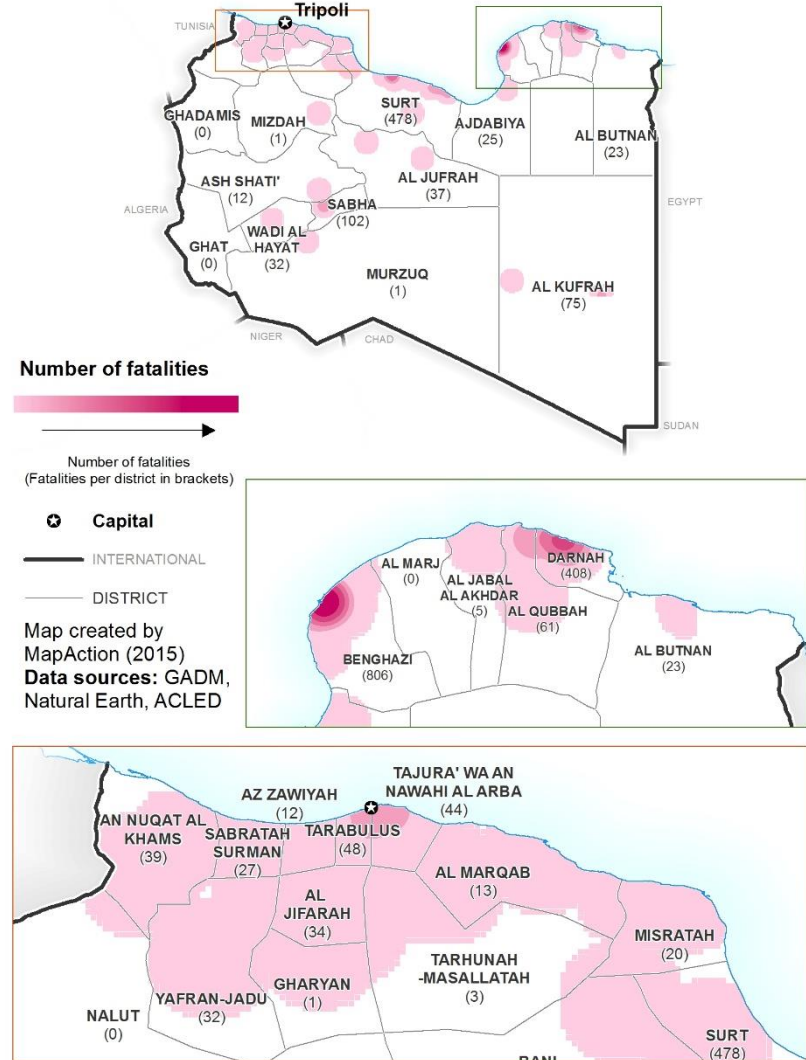 Tripoli
TUNISIA
GHADAMIS
(0)
MIZDAH
(1)
SURT
(478)
AJDABIYA
(25)
AL BUTNAN
(23)
ASH SHATI'
(12)
AL JUFRAH
(37)
ALGERIA
SABHA
(102)
EGYPT
WADI AL
HAYAT
(32)
GHAT
(0)
MURZUQ
(1)
AL KUFRAH
(75)
NIGER
CHAD
SUDAN
Number of fatalities
Number of fatalities
(Fatalities per district in brackets)
Capital
INTERNATIONAL
DISTRICT
Map created by
MapAction (2015)
Data sources: GADM,
Natural Earth, ACLED
AL MARJ
(0)
AL JABAL
AL AKHDAR
(5)
DARNAH
(408)
AL QUBBAH
(61)
BENGHAZI
(806)
AL BUTNAN
(23)
AZ ZAWIYAH
(12)
TAJURA' WA AN
NAWAHI AL ARBA
(44)
AN NUQAT AL
KHAMS
(39)
SABRATAH
SURMAN
(27)
TARABULUS
(48)
AL MARQAB
(13)
AL
JIFARAH
(34)
MISRATAH
(20)
TARHUNAH
-MASALLATAH
(3)
GHARYAN
(1)
YAFRAN-JADU
(32)
NALUT
(0)
SURT
(478)